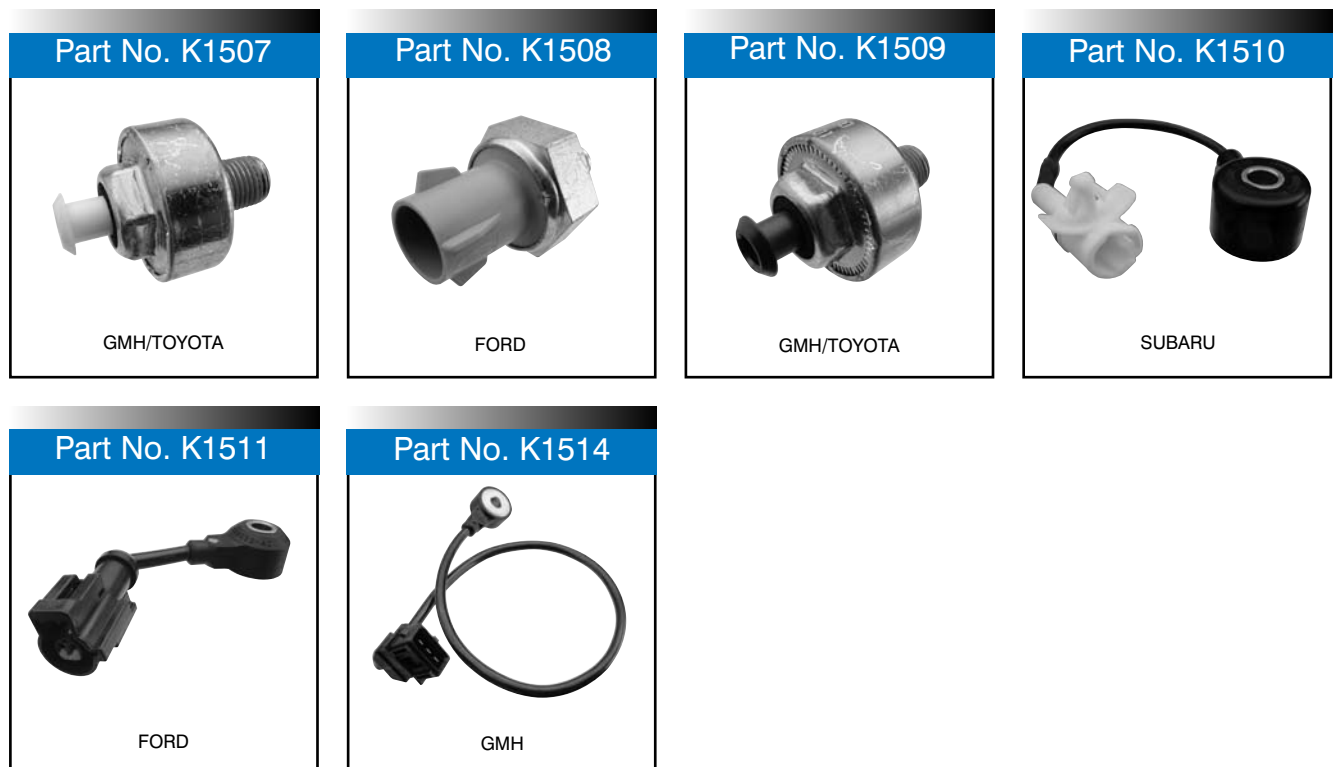 Part No. K1507
Part No. K1508
Part No. K1509
Part No. K1510
GMH/TOYOTA
FORD
GMH/TOYOTA
SUBARU
Part No. K1511
Part No. K1514
FORD
GMH